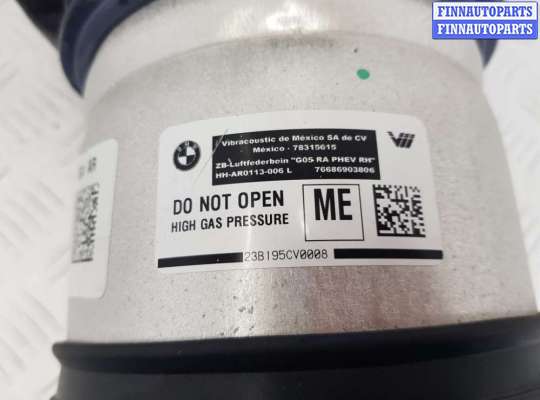 FINNAUTOPARTS
FINNAUTOPARTS
BMW
Vibracoustic de México SA de CV
México - 78315615
ZB-Luftfederbein "G05 RA PHEV RH"
HH-AR0113-006 L 76686903806
DO NOT OPEN
HIGH GAS PRESSURE
ME
23B195CV0008